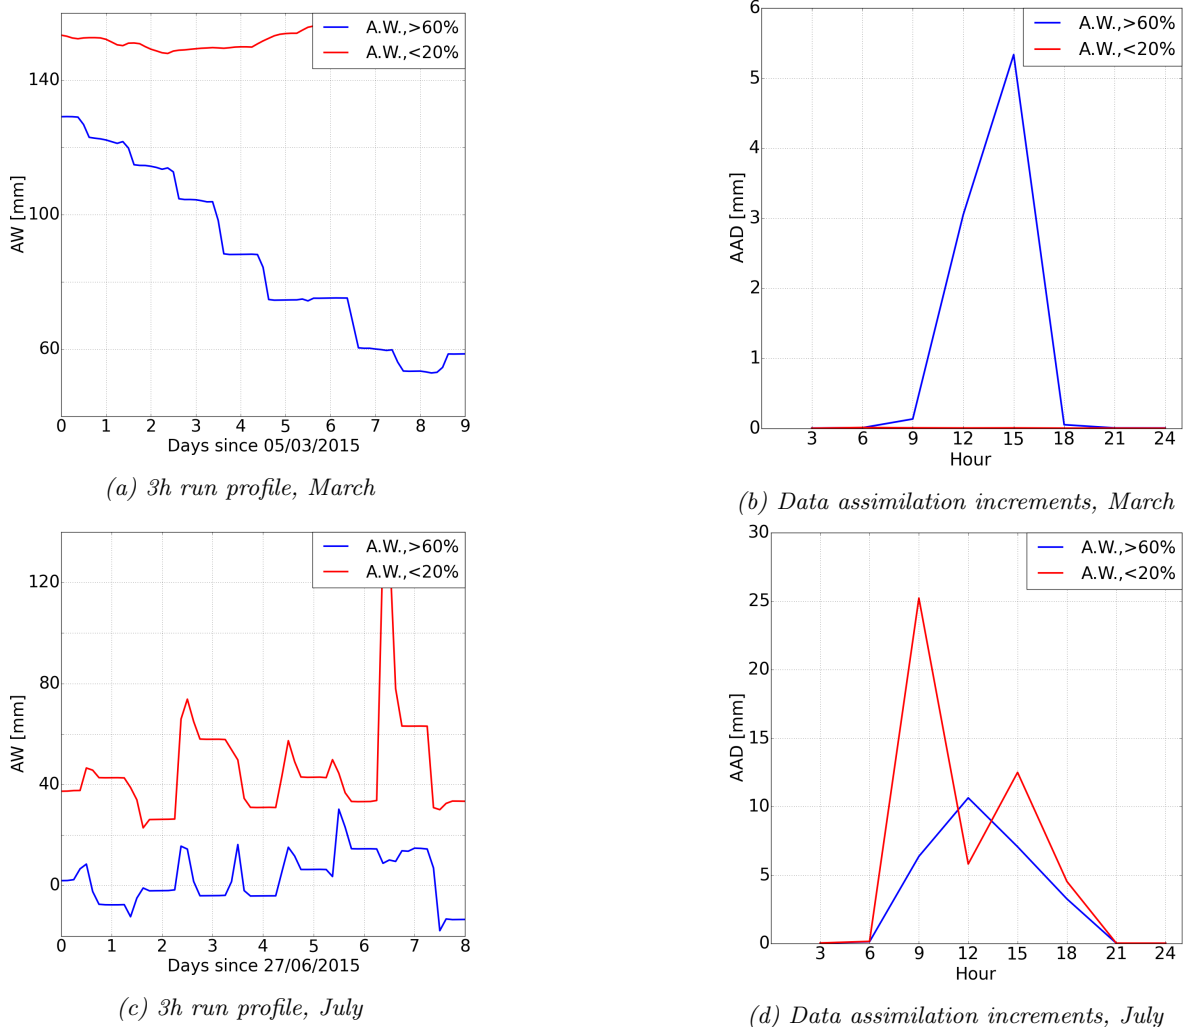 A.W.,>60%
A.W.,<20%
140
100
60
AW [mm]
0 1 2 3 4 5 6 7 8 9
Days since 05/03/2015
(a) 3h run profile, March
A.W.,>60%
A.W.,<20%
6
5
4
3
2
1
0
AAD [mm]
3 6 9 12 15 18 21 24
Hour
(b) Data assimilation increments, March
A.W.,>60%
A.W.,<20%
120
80
40
0
AW [mm]
0 1 2 3 4 5 6 7 8
Days since 27/06/2015
(c) 3h run profile, July
A.W.,>60%
A.W.,<20%
30
25
20
15
10
5
0
AAD [mm]
3 6 9 12 15 18 21 24
Hour
(d) Data assimilation increments, July